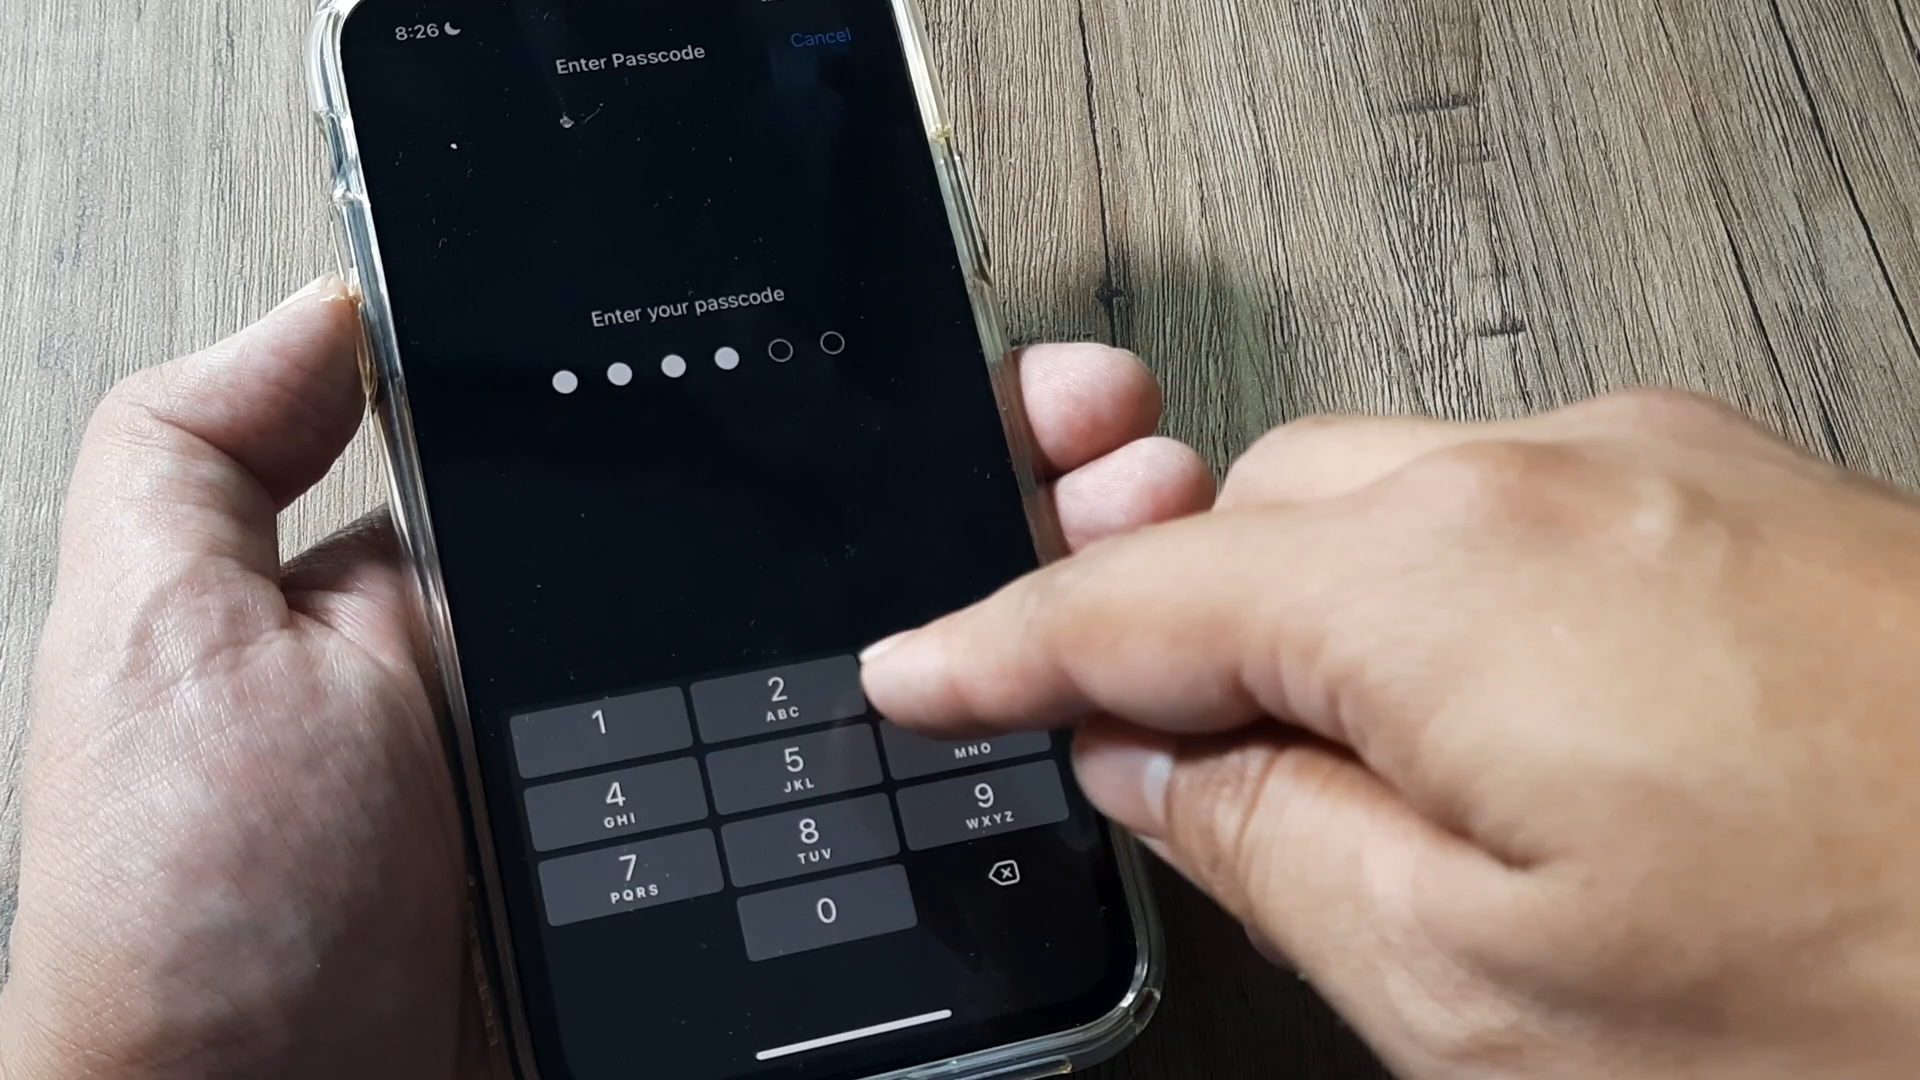 8:26
Enter Passcode
Cancel
Enter your passcode
1
2
ABC
4
GHI
5
JKL
MNO
7
PQRS
8
TUV
9
WXYZ
0